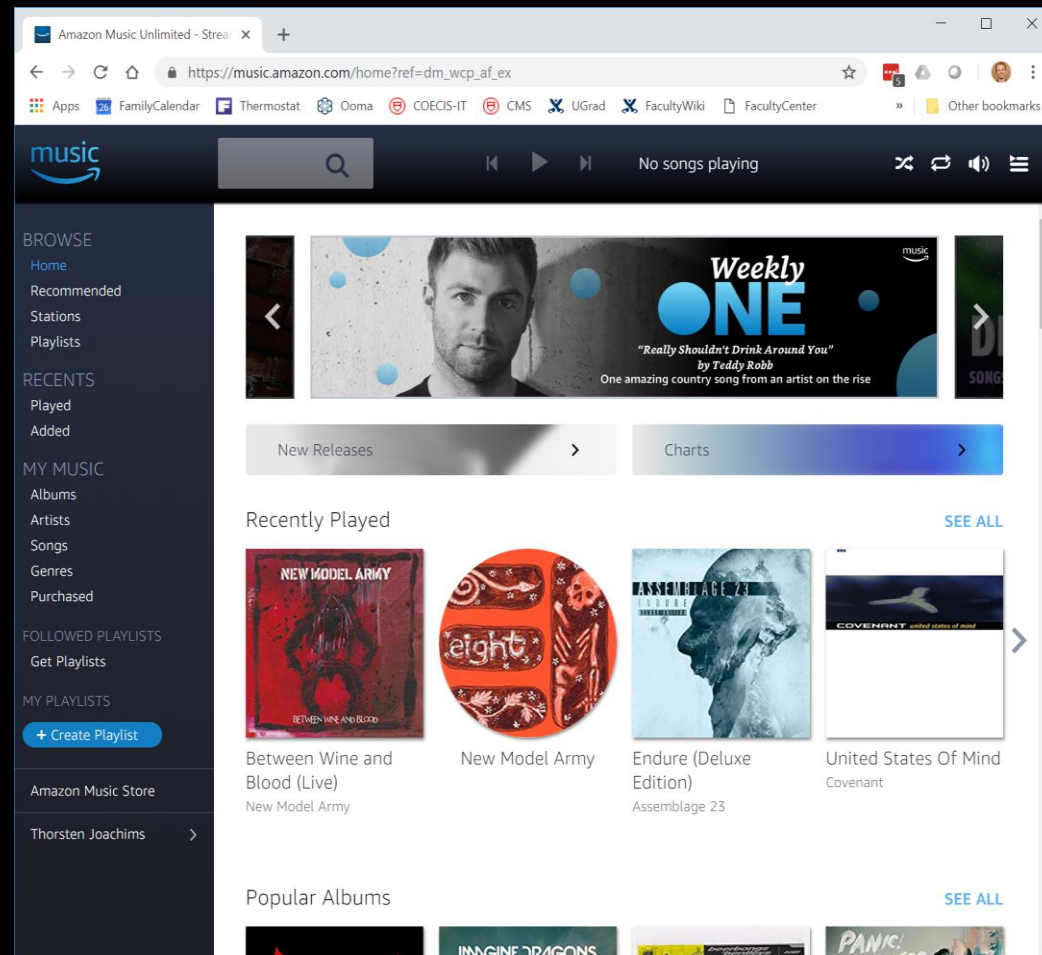 Amazon Music Unlimited - Strea
https://music.amazon.com/home?ref=dm_wcp_af_ex
5
Apps 26 FamilyCalendar Thermostat Ooma COECIS-IT CMS UGrad FacultyWiki FacultyCenter » Other bookmarks
music
No songs playing
BROWSE
Home
Recommended
Stations
Playlists
RECENTS
Played
Added
MY MUSIC
Albums
Artists
Songs
Genres
Purchased
FOLLOWED PLAYLISTS
Get Playlists
MY PLAYLISTS
+ Create Playlist
Amazon Music Store
Thorsten Joachims
music
Weekly
ONE
"Really Shouldn't Drink Around You"
by Teddy Robb
One amazing country song from an artist on the rise
SONGS
New Releases
Charts
Recently Played
SEE ALL
NEW MODEL ARMY
BETWEEN WINE AND BLOOD
eight
ASSEMBLAGE 23
ENDURE
DELUXE EDITION
COVENANT united states of mind
Between Wine and
Blood (Live)
New Model Army
New Model Army
Endure (Deluxe
Edition)
Assemblage 23
United States Of Mind
Covenant
Popular Albums
SEE ALL
IMAGINE DRAGONS
beerbongs
bentleys
PANIC!